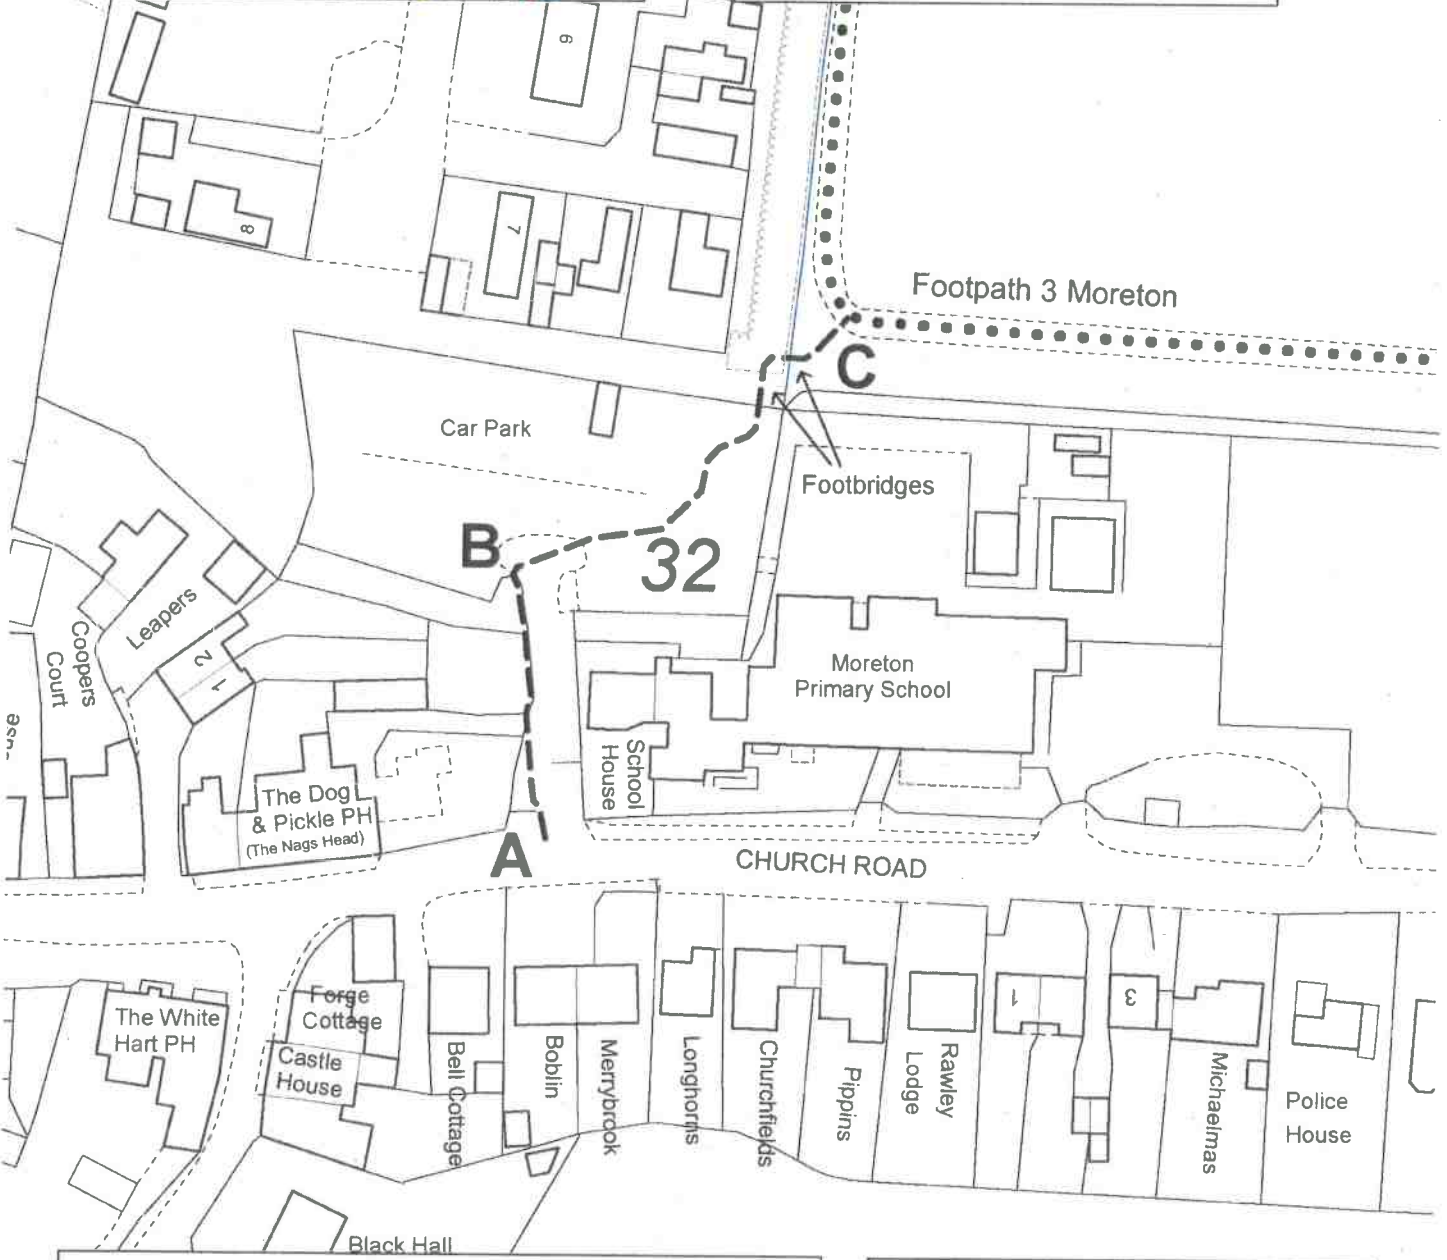 6
8
7
Footpath 3 Moreton
C
Car Park
Footbridges
B
32
Leapers
Coopers
Court
2
1
Moreton
Primary School
School
House
The Dog
& Pickle PH
(The Nags Head)
A
CHURCH ROAD
The White
Hart PH
Forge
Cottage
Castle
House
Bell Cottage
Boblin
Merrybrook
Longhorns
Churchfields
Pippins
Rawley
Lodge
1
3
Michaelmas
Police
House
Black Hall